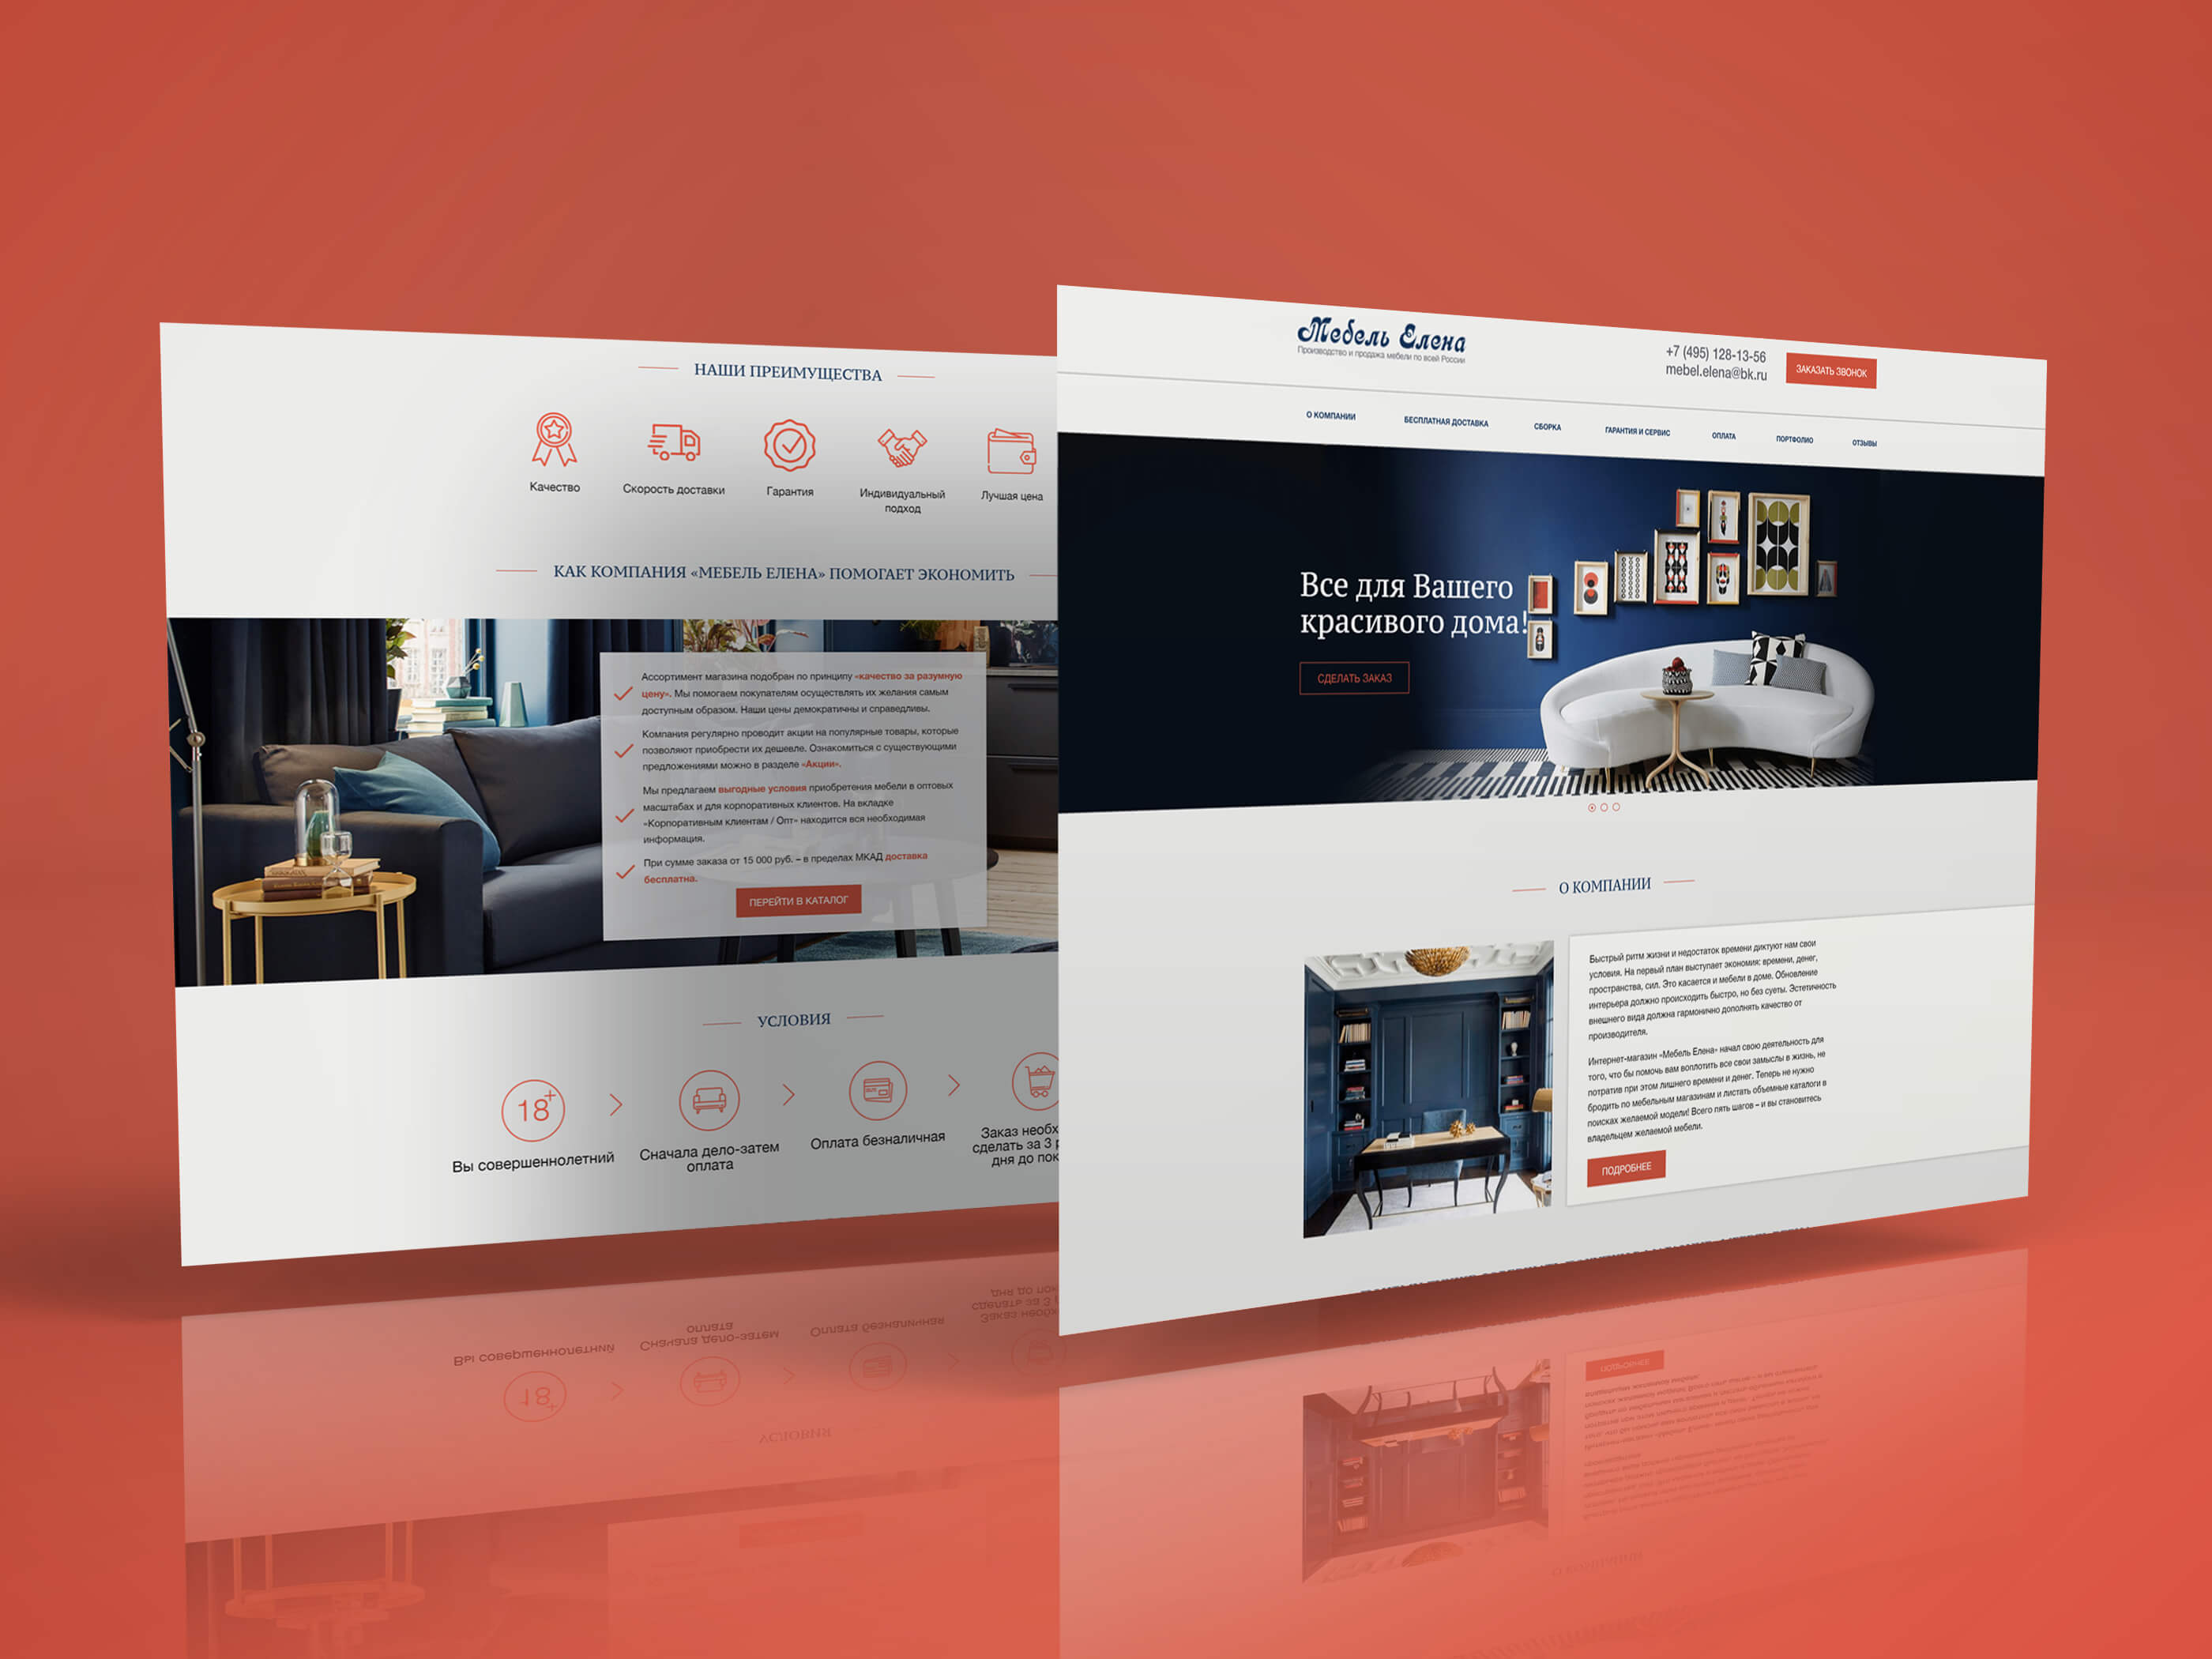 НАШИ ПРЕИМУЩЕСТВА
Качество
Скорость доставки
Гарантия
Индивидуальный
подход
Лучшая цена
КАК КОМПАНИЯ «МЕБЕЛЬ ЕЛЕНА» ПОМОГАЕТ ЭКОНОМИТЬ
Ассортимент магазина подобран по принципу «качество за разумную
цену». Мы помогаем покупателям осуществлять их желания самым
доступным образом. Наши цены демократичны и справедливы.
Компания регулярно проводит акции на популярные товары, которые
позволяют приобрести их дешевле. Ознакомиться с существующими
предложениями можно в разделе «Акции».
Мы предлагаем выгодные условия приобретения мебели в оптовых
масштабах и для корпоративных клиентов. На вкладке
«Корпоративным клиентам / Опт» находится вся необходимая
информация.
При сумме заказа от 15 000 руб. – в пределах МКАД доставка
бесплатна.
ПЕРЕЙТИ В КАТАЛОГ
УСЛОВИЯ
18+
Вы совершеннолетний
Сначала дело-затем
оплата
Оплата безналичная
Заказ необх
сделать за 3 р
дня до пок
Мебель Елена
Производство и продажа мебели по всей России
+7 (495) 128-13-56
mebel.elena@bk.ru
ЗАКАЗАТЬ ЗВОНОК
О КОМПАНИИ
БЕСПЛАТНАЯ ДОСТАВКА
СБОРКА
ГАРАНТИЯ И СЕРВИС
ОПЛАТА
ПОРТФОЛИО
ОТЗЫВЫ
Все для Вашего
красивого дома!
СДЕЛАТЬ ЗАКАЗ
О КОМПАНИИ
Быстрый ритм жизни и недостаток времени диктуют нам свои
условия. На первый план выступает экономия: времени, денег,
пространства, сил. Это касается и мебели в доме. Обновление
интерьера должно происходить быстро, но без суеты. Эстетичность
внешнего вида должна гармонично дополнять качество от
производителя.
Интернет-магазин «Мебель Елена» начал свою деятельность для
того, что бы помочь вам воплотить все свои замыслы в жизнь, не
потратив при этом лишнего времени и денег. Теперь не нужно
бродить по мебельным магазинам и листать объемные каталоги в
поисках желаемой модели! Всего пять шагов – и вы становитесь
владельцем желаемой мебели.
ПОДРОБНЕЕ